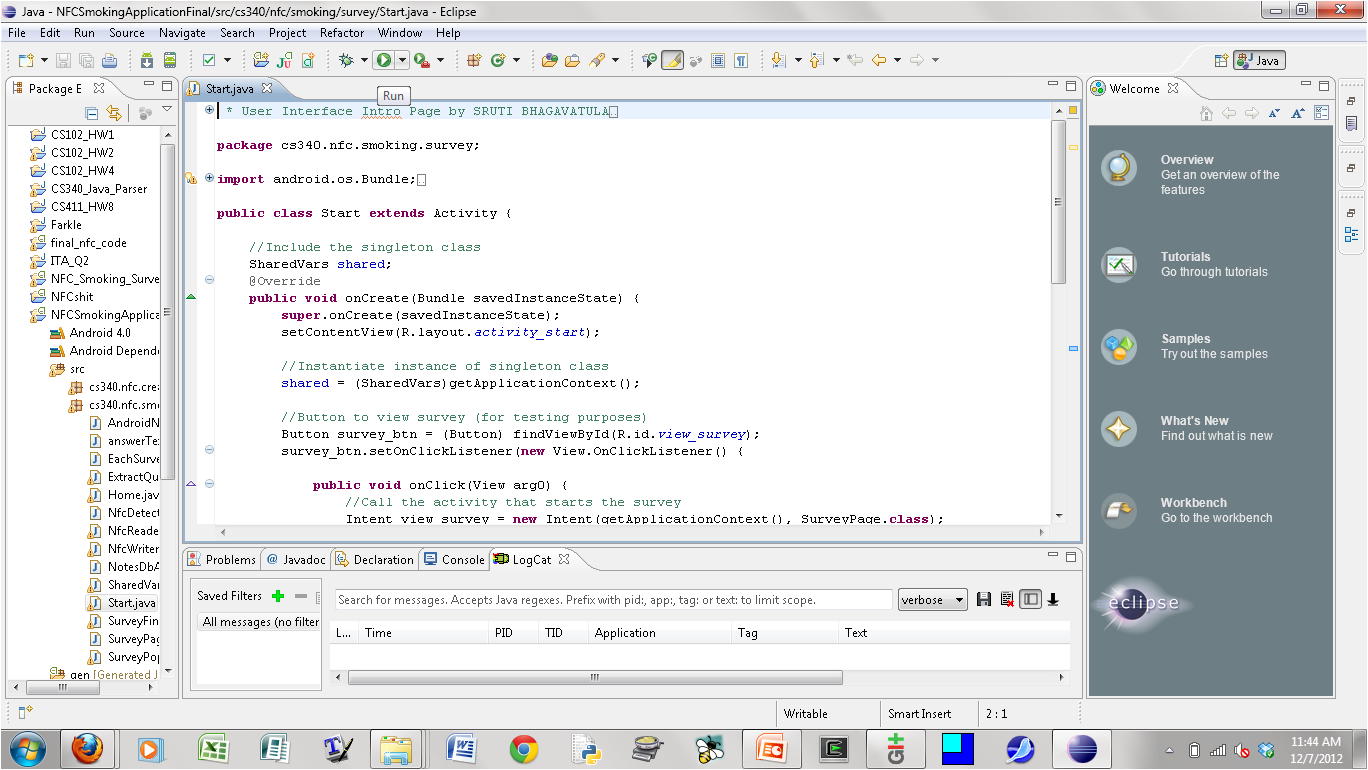 Java - NFCSmokingApplicationFinal/src/cs340/nfc/smoking/survey/Start.java - Eclipse
File Edit Run Source Navigate Search Project Refactor Window Help
Java
Package E
Start.java
Welcome
Run
CS102_HW1
CS102_HW2
CS102_HW4
CS340_Java_Parser
CS411_HW8
Farkle
final_nfc_code
ITA_Q2
NFC_Smoking_Surve
NFCshit
NFCSmokingApplica
Android 4.0
Android Depend
src
cs340.nfc.cre
cs340.nfc.smo
AndroidN
answerTe
EachSurve
ExtractQu
Home.jav
NfcDetect
NfcReade
NfcWriter
NotesDbA
SharedVar
Start.java
SurveyFin
SurveyPag
SurveyPop
gen [Generated J
* User Interface Intro Page by SRUTI BHAGAVATULA
package cs340.nfc.smoking.survey;
import android.os.Bundle;
public class Start extends Activity {
//Include the singleton class
SharedVars shared;
@Override
public void onCreate(Bundle savedInstanceState) {
super.onCreate(savedInstanceState);
setContentView(R.layout.activity_start);
//Instantiate instance of singleton class
shared = (SharedVars)getApplicationContext();
//Button to view survey (for testing purposes)
Button survey_btn = (Button) findViewById(R.id.view_survey);
survey_btn.setOnClickListener(new View.OnClickListener() {
public void onClick(View arg0) {
//Call the activity that starts the survey
Intent view_survey = new Intent(getApplicationContext(), SurveyPage.class);
Overview
Get an overview of the
features
Tutorials
Go through tutorials
Samples
Try out the samples
What's New
Find out what is new
Workbench
Go to the workbench
eclipse
Problems Javadoc Declaration Console LogCat
Saved Filters
All messages (no filter
Search for messages. Accepts Java regexes. Prefix with pid:, app:, tag: or text: to limit scope.
verbose
L... Time PID TID Application Tag Text
Writable Smart Insert 2 : 1
11:44 AM
12/7/2012